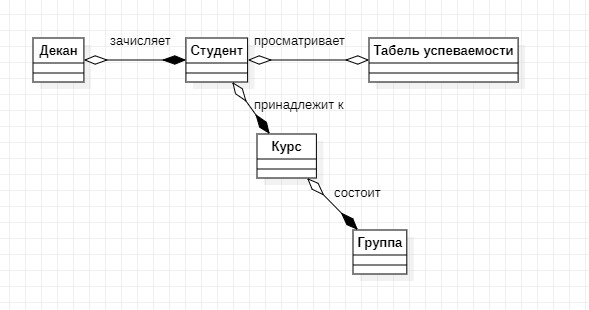 зачисляет
просматривает
Декан
Студент
Табель успеваемости
принадлежит к
Курс
состоит
Группа